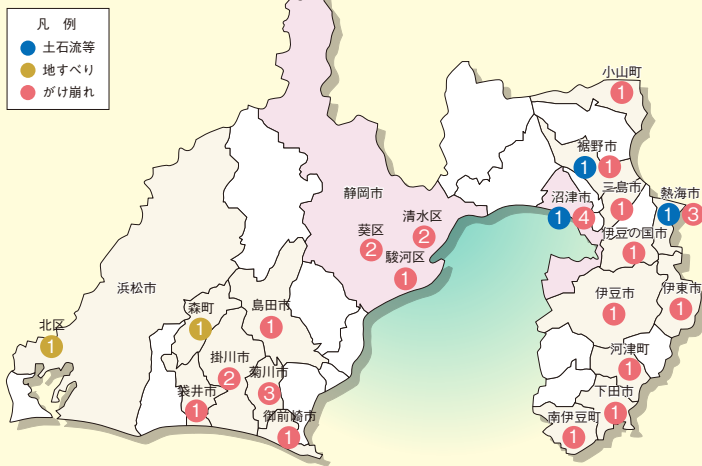 凡 例
土石流等
地すべり
がけ崩れ
小山町
1
裾野市
1 1
三島市
1
熱海市
1 3
沼津市
1 4
伊豆の国市
1
静岡市
葵区
2
清水区
2
駿河区
1
浜松市
北区
1
森町
1
島田市
1
掛川市
2
菊川市
3
袋井市
1
御前崎市
1
伊豆市
1
伊東市
1
河津町
1
下田市
1
南伊豆町
1